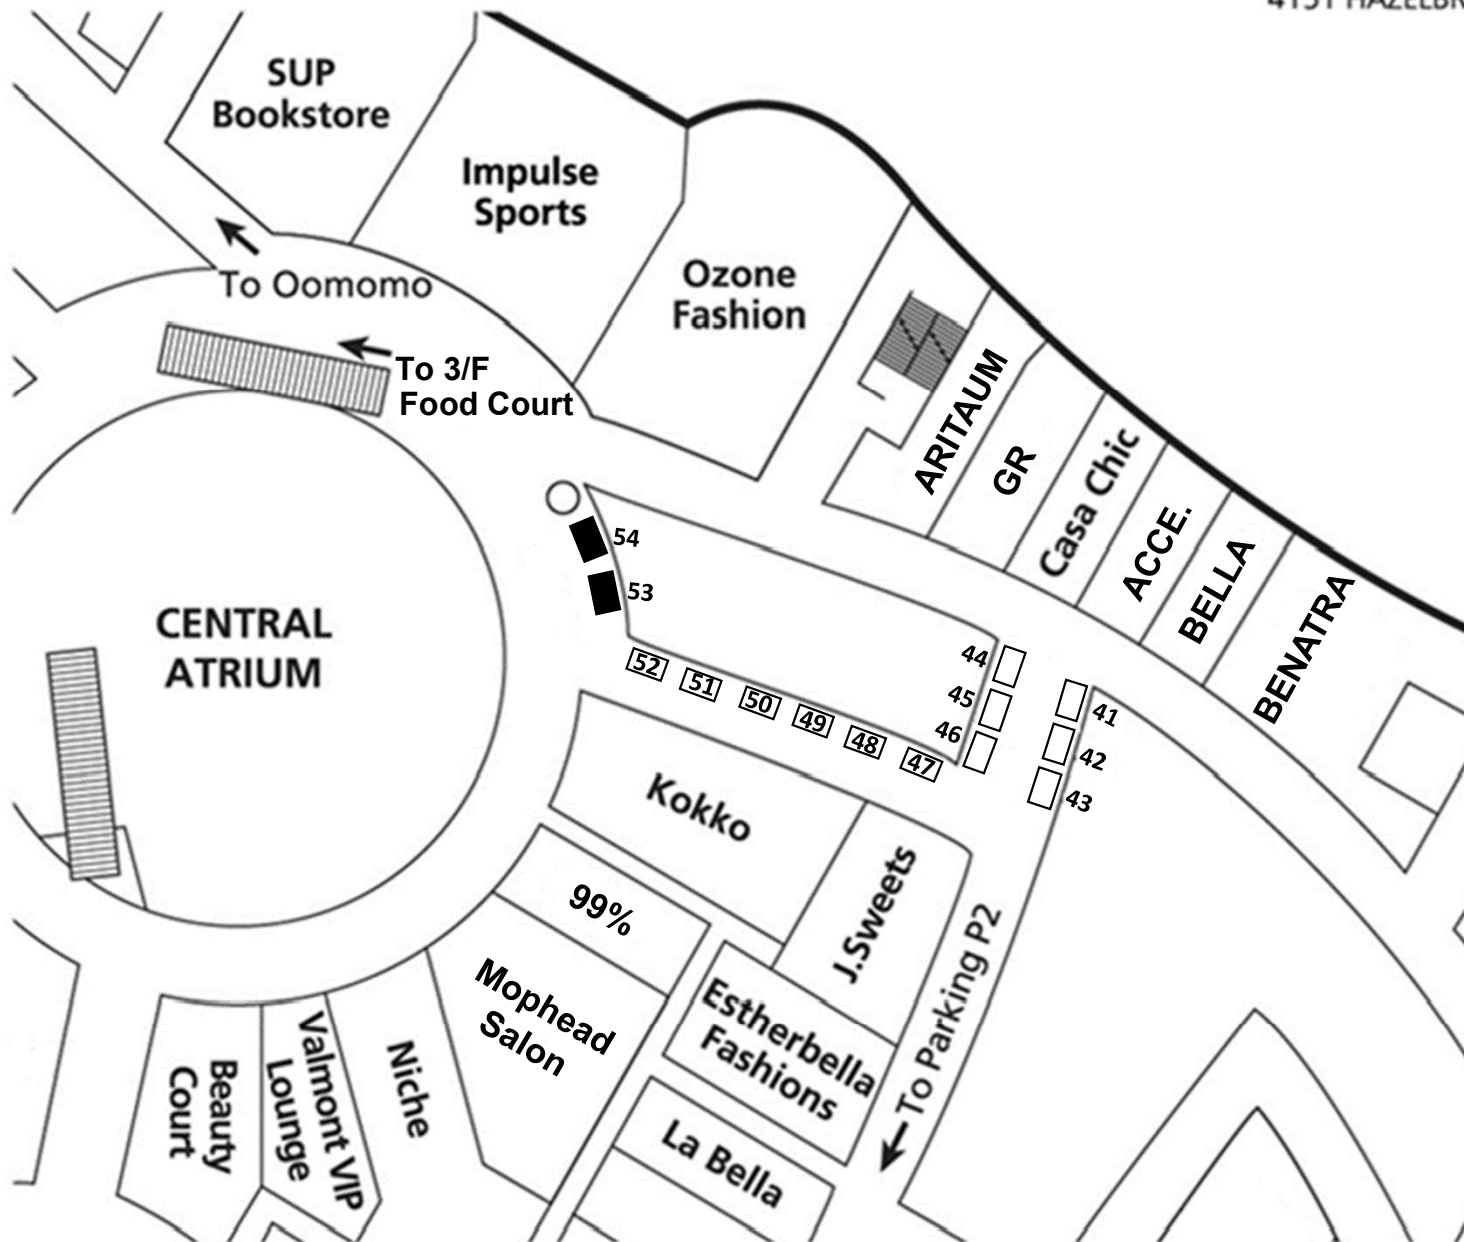 SUP
Bookstore
Impulse
Sports
Ozone
Fashion
To Oomomo
To 3/F
Food Court
ARITAUM
GR
Casa Chic
ACCE.
BELLA
BENATRA
CENTRAL
ATRIUM
54
53
52
51
50
49
48
47
44
45
46
41
42
43
Kokko
J.Sweets
99%
Mophead
Salon
Estherbella
Fashions
To Parking P2
La Bella
Niche
Valmont VIP
Lounge
Beauty
Court